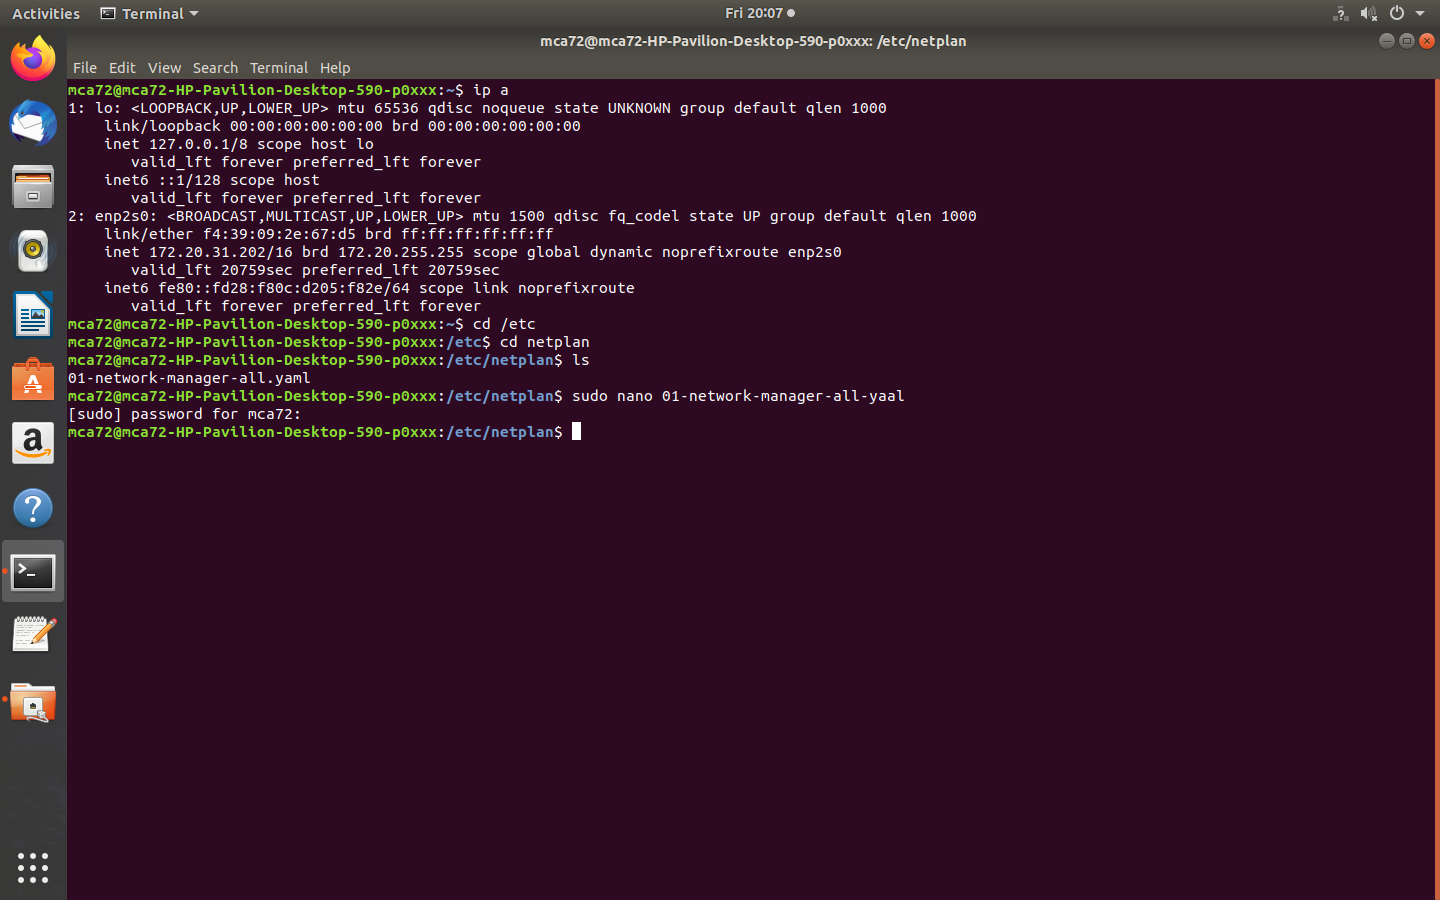 Activities Terminal Fri 20:07
mca72@mca72-HP-Pavilion-Desktop-590-p0xxx: /etc/netplan
File Edit View Search Terminal Help
mca72@mca72-HP-Pavilion-Desktop-590-p0xxx:~$ ip a
1: lo: <LOOPBACK,UP,LOWER_UP> mtu 65536 qdisc noqueue state UNKNOWN group default qlen 1000
    link/loopback 00:00:00:00:00:00 brd 00:00:00:00:00:00
    inet 127.0.0.1/8 scope host lo
       valid_lft forever preferred_lft forever
    inet6 ::1/128 scope host
       valid_lft forever preferred_lft forever
2: enp2s0: <BROADCAST,MULTICAST,UP,LOWER_UP> mtu 1500 qdisc fq_codel state UP group default qlen 1000
    link/ether f4:39:09:2e:67:d5 brd ff:ff:ff:ff:ff:ff
    inet 172.20.31.202/16 brd 172.20.255.255 scope global dynamic noprefixroute enp2s0
       valid_lft 20759sec preferred_lft 20759sec
    inet6 fe80::fd28:f80c:d205:f82e/64 scope link noprefixroute
       valid_lft forever preferred_lft forever
mca72@mca72-HP-Pavilion-Desktop-590-p0xxx:~$ cd /etc
mca72@mca72-HP-Pavilion-Desktop-590-p0xxx:/etc$ cd netplan
mca72@mca72-HP-Pavilion-Desktop-590-p0xxx:/etc/netplan$ ls
01-network-manager-all.yaml
mca72@mca72-HP-Pavilion-Desktop-590-p0xxx:/etc/netplan$ sudo nano 01-network-manager-all-yaal
[sudo] password for mca72:
mca72@mca72-HP-Pavilion-Desktop-590-p0xxx:/etc/netplan$